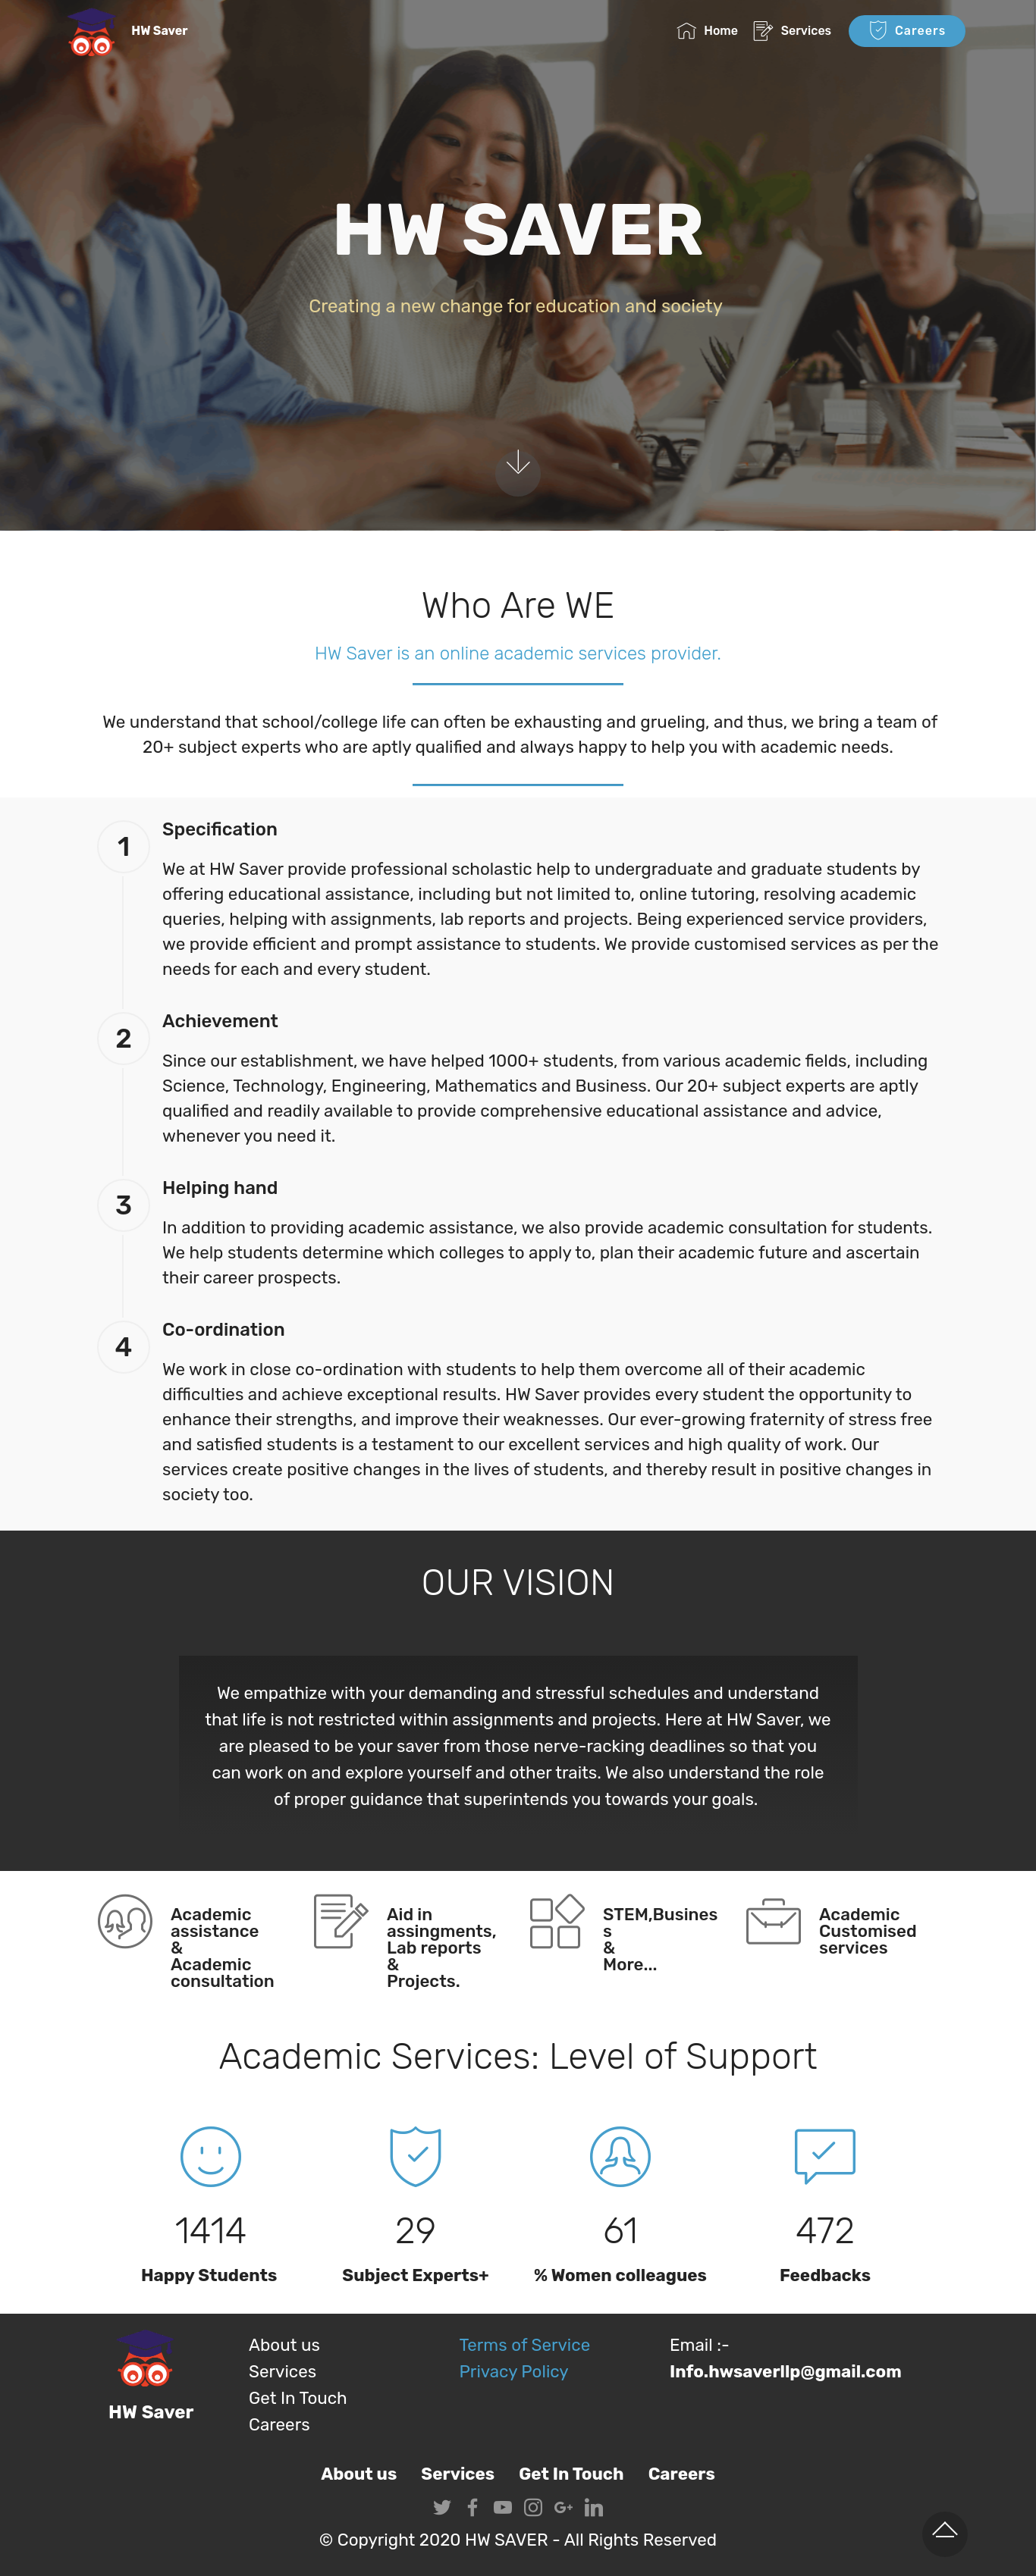 HW Saver
Home
Services
Careers
HW SAVER
Creating a new change for education and society
Who Are WE
HW Saver is an online academic services provider.
We understand that school/college life can often be exhausting and grueling, and thus, we bring a team of
20+ subject experts who are aptly qualified and always happy to help you with academic needs.
1
Specification
We at HW Saver provide professional scholastic help to undergraduate and graduate students by
offering educational assistance, including but not limited to, online tutoring, resolving academic
queries, helping with assignments, lab reports and projects. Being experienced service providers,
we provide efficient and prompt assistance to students. We provide customised services as per the
needs for each and every student.
2
Achievement
Since our establishment, we have helped 1000+ students, from various academic fields, including
Science, Technology, Engineering, Mathematics and Business. Our 20+ subject experts are aptly
qualified and readily available to provide comprehensive educational assistance and advice,
whenever you need it.
3
Helping hand
In addition to providing academic assistance, we also provide academic consultation for students.
We help students determine which colleges to apply to, plan their academic future and ascertain
their career prospects.
4
Co-ordination
We work in close co-ordination with students to help them overcome all of their academic
difficulties and achieve exceptional results. HW Saver provides every student the opportunity to
enhance their strengths, and improve their weaknesses. Our ever-growing fraternity of stress free
and satisfied students is a testament to our excellent services and high quality of work. Our
services create positive changes in the lives of students, and thereby result in positive changes in
society too.
OUR VISION
We empathize with your demanding and stressful schedules and understand
that life is not restricted within assignments and projects. Here at HW Saver, we
are pleased to be your saver from those nerve-racking deadlines so that you
can work on and explore yourself and other traits. We also understand the role
of proper guidance that superintends you towards your goals.
Academic
assistance
&
Academic
consultation
Aid in
assingments,
Lab reports
&
Projects.
STEM,Busines
s
&
More...
Academic
Customised
services
Academic Services: Level of Support
1414
Happy Students
29
Subject Experts+
61
% Women colleagues
472
Feedbacks
HW Saver
About us
Services
Get In Touch
Careers
Terms of Service
Privacy Policy
Email :-
Info.hwsaverllp@gmail.com
About us
Services
Get In Touch
Careers
© Copyright 2020 HW SAVER - All Rights Reserved